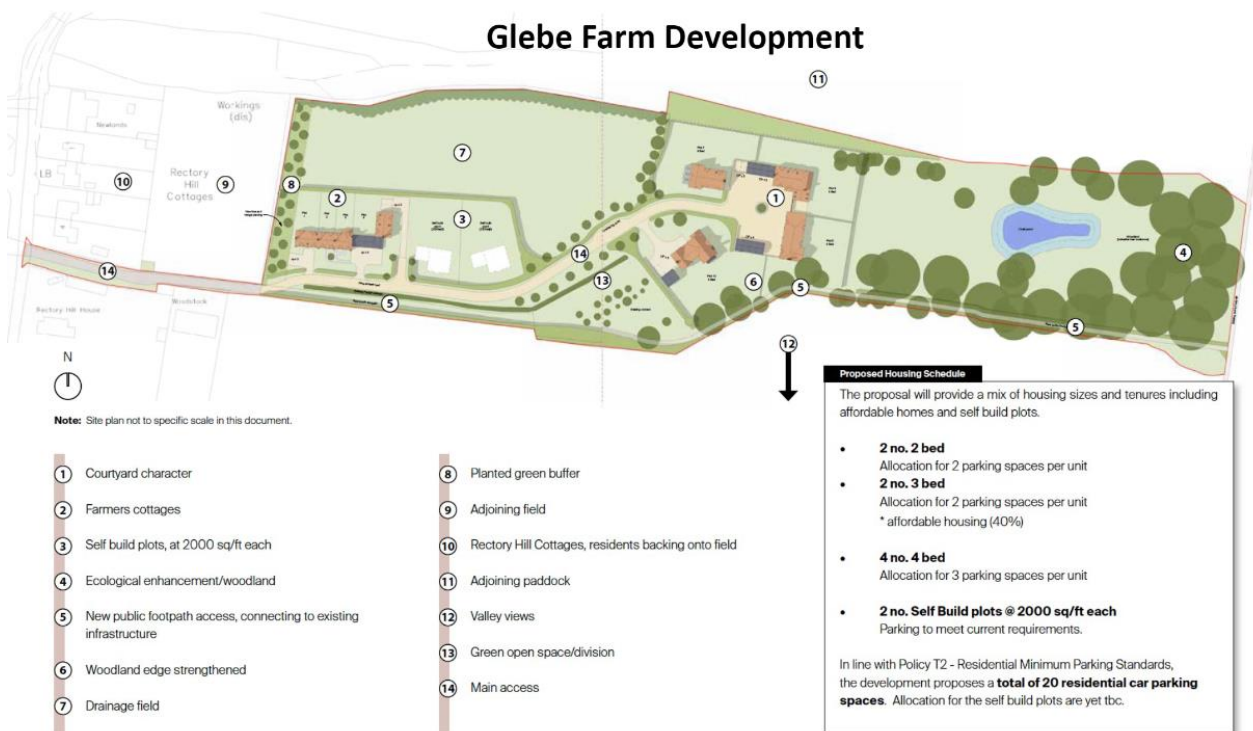 Glebe Farm Development
11
Workings
(dis)
Newlands
LB
10
Rectory
Hill
Cottages
9
8
7
2
3
1
14
14
13
5
6
5
4
5
12
Rectory Hill House
Woodstock
N
Note: Site plan not to specific scale in this document.
1 Courtyard character
2 Farmers cottages
3 Self build plots, at 2000 sq/ft each
4 Ecological enhancement/woodland
5 New public footpath access, connecting to existing
infrastructure
6 Woodland edge strengthened
7 Drainage field
8 Planted green buffer
9 Adjoining field
10 Rectory Hill Cottages, residents backing onto field
11 Adjoining paddock
12 Valley views
13 Green open space/division
14 Main access
Proposed Housing Schedule
The proposal will provide a mix of housing sizes and tenures including
affordable homes and self build plots.
• 2 no. 2 bed
Allocation for 2 parking spaces per unit
• 2 no. 3 bed
Allocation for 2 parking spaces per unit
* affordable housing (40%)
• 4 no. 4 bed
Allocation for 3 parking spaces per unit
• 2 no. Self Build plots @ 2000 sq/ft each
Parking to meet current requirements.
In line with Policy T2 - Residential Minimum Parking Standards,
the development proposes a total of 20 residential car parking
spaces. Allocation for the self build plots are yet tbc.